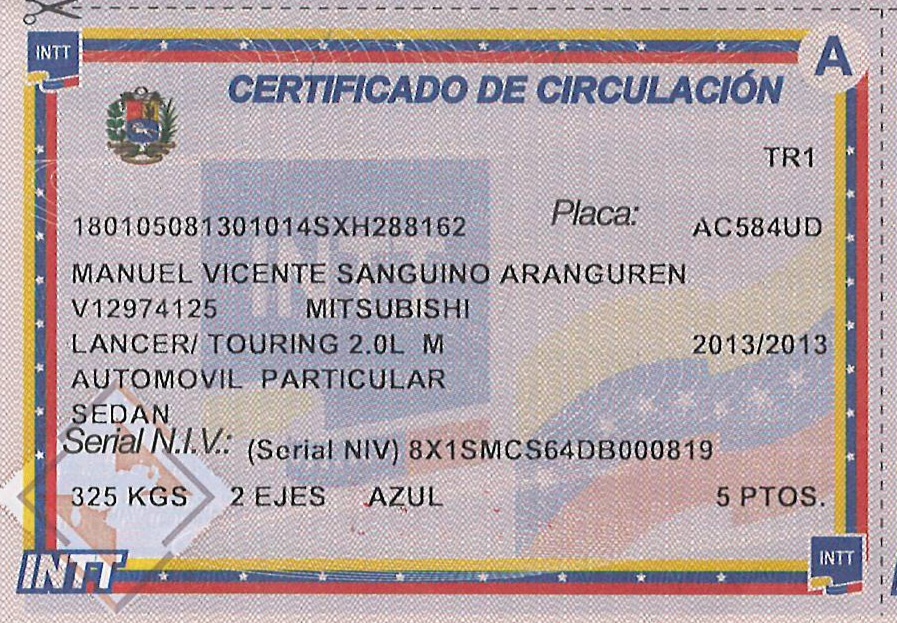 INTT
A
CERTIFICADO DE CIRCULACIÓN
TR1
180105081301014SXH288162 Placa: AC584UD
MANUEL VICENTE SANGUINO ARANGUREN
V12974125 MITSUBISHI
LANCER/ TOURING 2.0L M 2013/2013
AUTOMOVIL PARTICULAR
SEDAN
Serial N.I.V.: (Serial NIV) 8X1SMCS64DB000819
325 KGS 2 EJES AZUL 5 PTOS.
INTT
INTT